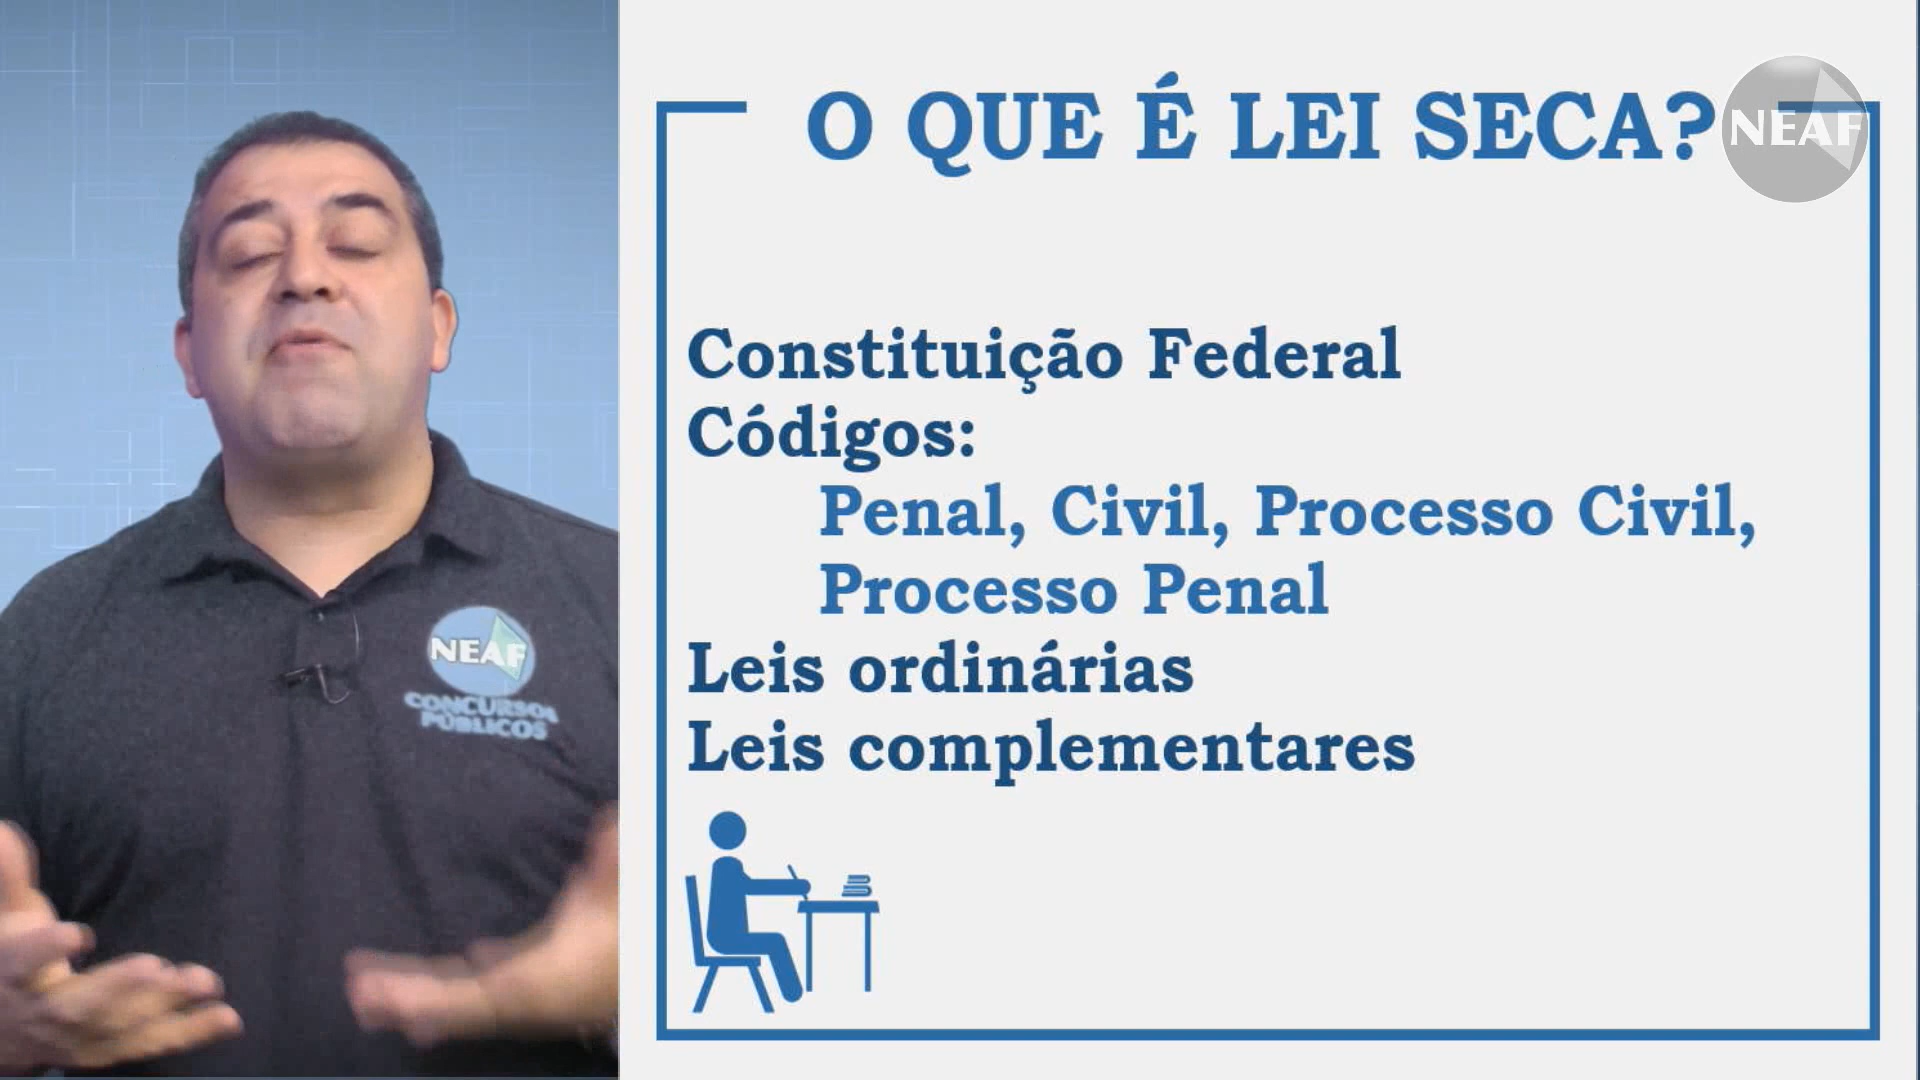 O QUE É LEI SECA?
NEAF
Constituição Federal
Códigos:
Penal, Civil, Processo Civil,
Processo Penal
Leis ordinárias
Leis complementares
NEAF
CONCURSOS
PÚBLICOS